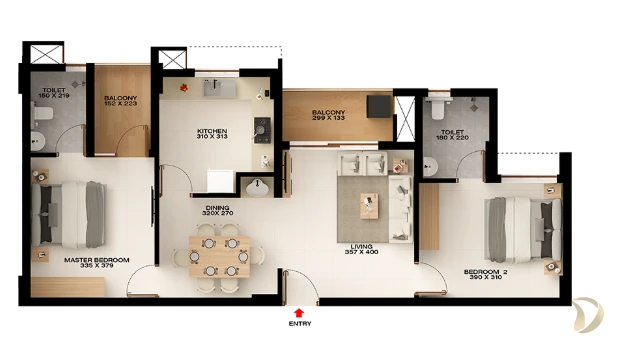 TOILET
150 X 219
BALCONY
152 X 223
KITCHEN
310 X 313
BALCONY
299 X 133
TOILET
180 X 220
DINING
320X 270
MASTER BEDROOM
335 X 379
LIVING
357 X 400
BEDROOM 2
390 X 310
ENTRY